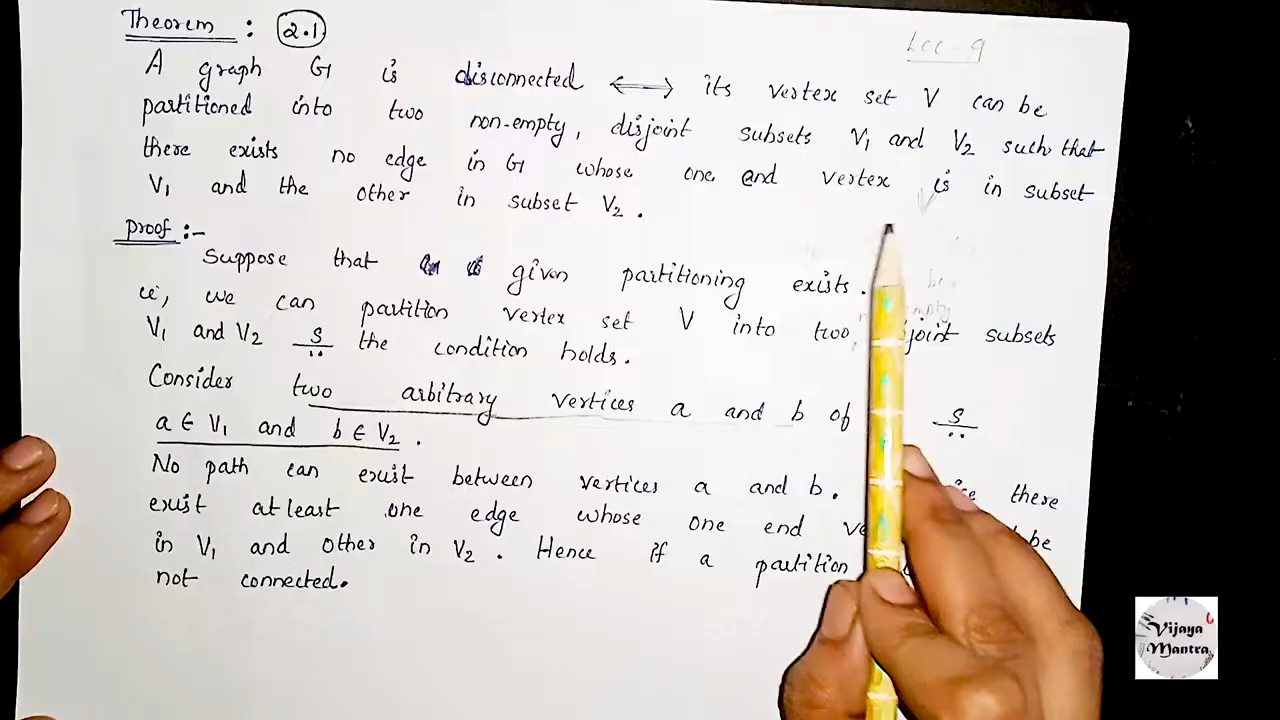 Theorem : 2.1
Lec - 9
A graph G is disconnected ⟷ its vertex set V can be
partitioned into two non-empty, disjoint subsets V1 and V2 such that
there exists no edge in G whose one end vertex is in subset
V1 and the other in subset V2 .
Proof :-
Suppose that given partitioning exists .
ie, we can partition vertex set V into two joint subsets
V1 and V2 S the condition holds.
Consider two arbitrary vertices a and b of S
a ∈ V1 and b ∈ V2 .
No path can exist between vertices a and b. there
exist atleast one edge whose one end be
in V1 and other in V2 . Hence if a partition
not connected.
Vijaya
Mantra